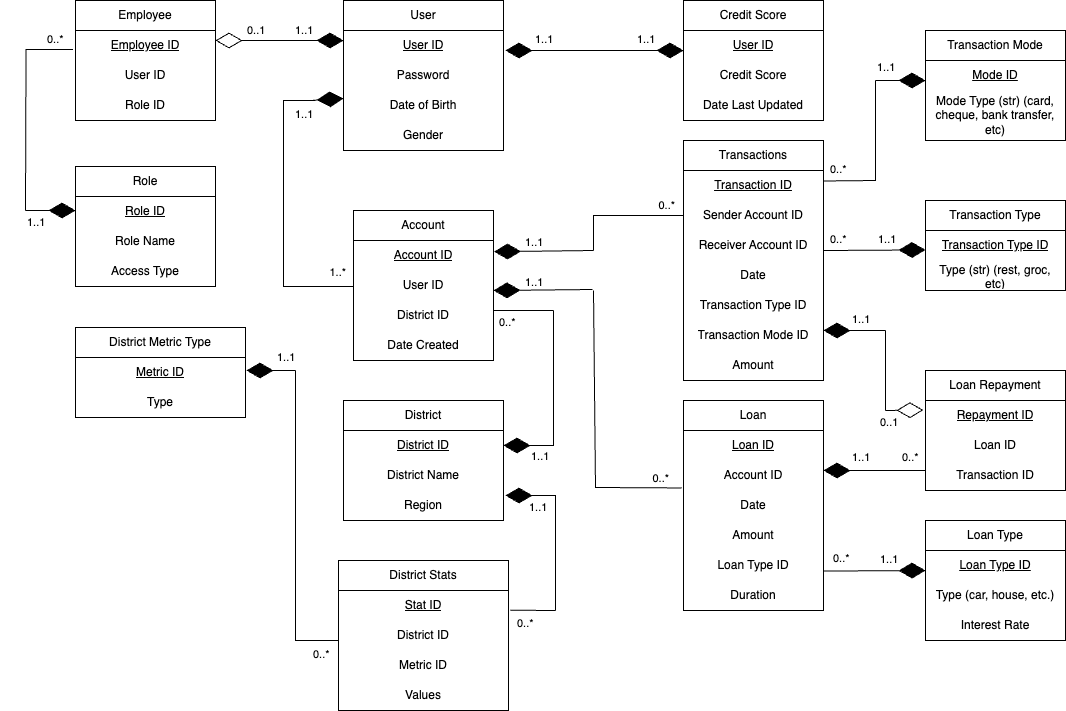 Employee
Employee ID
User ID
Role ID
0..*
0..1
1..1
User
User ID
Password
Date of Birth
Gender
1..1
1..1
1..1
Credit Score
User ID
Credit Score
Date Last Updated
Transaction Mode
Mode ID
Mode Type (str) (card,
cheque, bank transfer,
etc)
1..1
0..*
Role
Role ID
Role Name
Access Type
1..1
Account
Account ID
User ID
District ID
Date Created
1..*
1..1
1..1
0..*
0..*
Transactions
Transaction ID
Sender Account ID
Receiver Account ID
Date
Transaction Type ID
Transaction Mode ID
Amount
0..*
1..1
Transaction Type
Transaction Type ID
Type (str) (rest, groc,
etc)
1..1
0..1
District Metric Type
Metric ID
Type
1..1
District
District ID
District Name
Region
1..1
1..1
0..*
Loan
Loan ID
Account ID
Date
Amount
Loan Type ID
Duration
1..1
0..*
Loan Repayment
Repayment ID
Loan ID
Transaction ID
0..*
1..1
Loan Type
Loan Type ID
Type (car, house, etc.)
Interest Rate
District Stats
Stat ID
District ID
Metric ID
Values
0..*
0..*